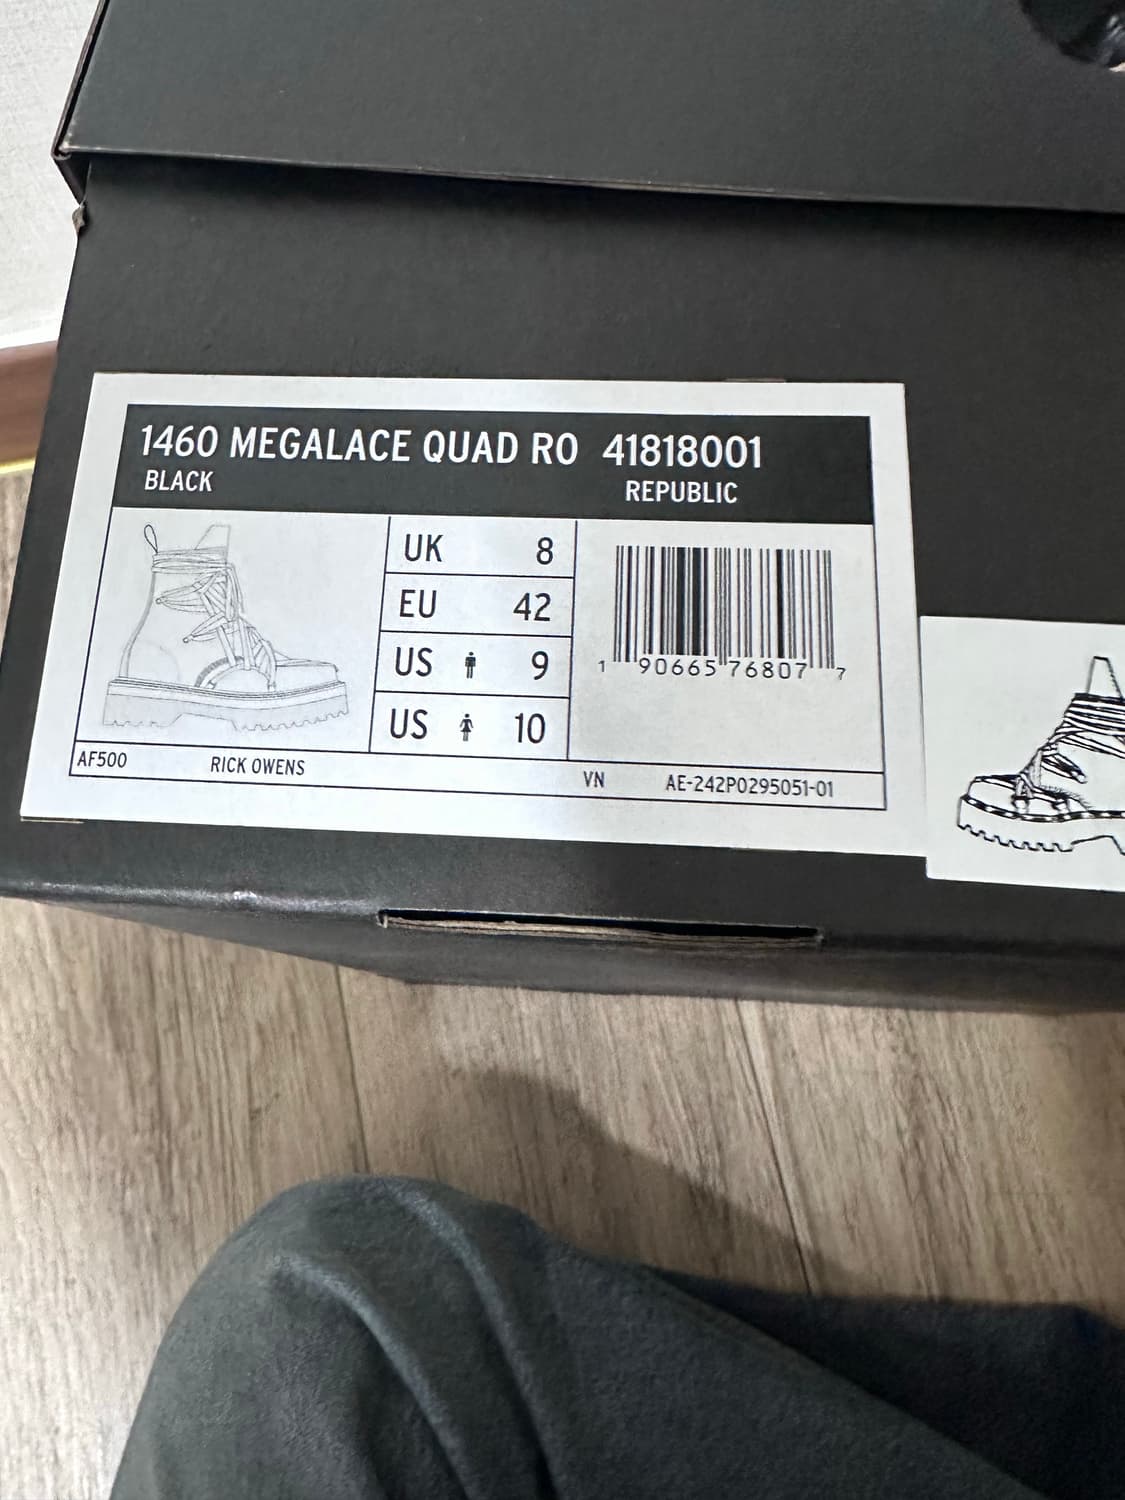 1460 MEGALACE QUAD RO 41818001
BLACK REPUBLIC
UK 8
EU 42
US 9
US 10
1 90665 76807 7
AF500 RICK OWENS VN AE-242P0295051-01